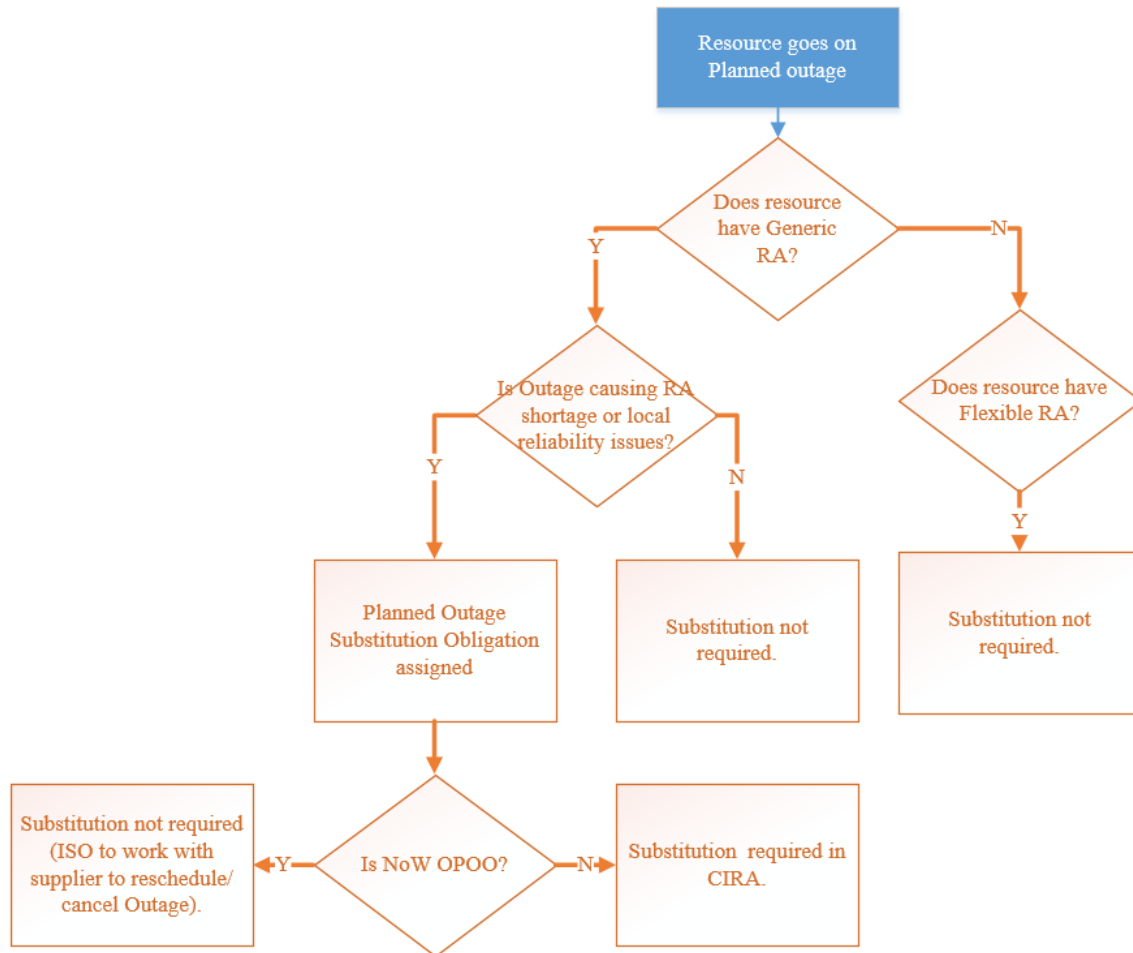 Resource goes on
Planned outage
Does resource
have Generic
RA?
Y
N
Is Outage causing RA
shortage or local
reliability issues?
Does resource have
Flexible RA?
Y
N
Y
Planned Outage
Substitution Obligation
assigned
Substitution not
required.
Substitution not
required.
Substitution not required
(ISO to work with
supplier to reschedule/
cancel Outage).
Y
Is NoW OPOO?
N
Substitution required in
CIRA.